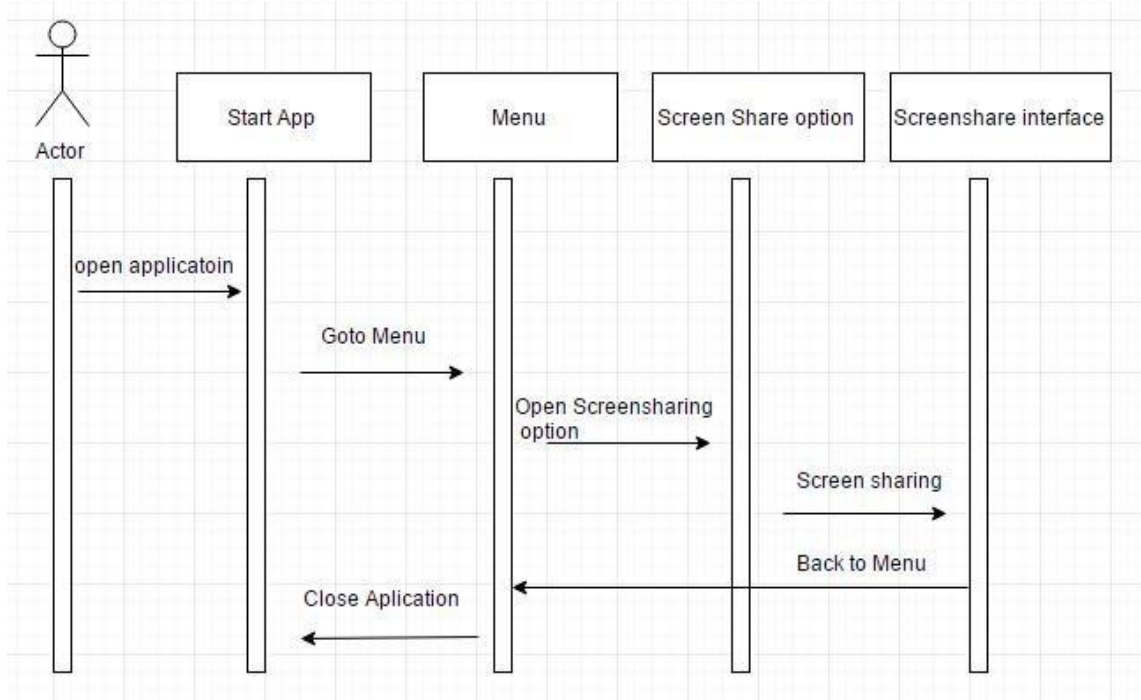 Actor
Start App
Menu
Screen Share option
Screenshare interface
open applicatoin
Goto Menu
Open Screensharing
option
Screen sharing
Back to Menu
Close Aplication